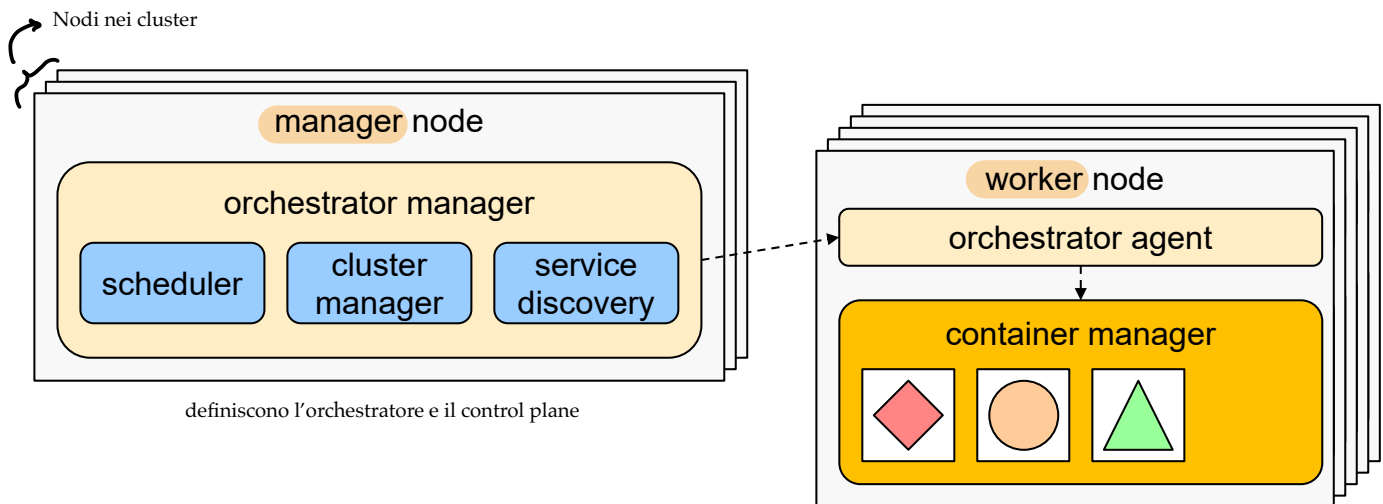 Nodi nei cluster
manager node
orchestrator manager
scheduler
cluster
manager
service
discovery
definiscono l'orchestratore e il control plane
worker node
orchestrator agent
container manager